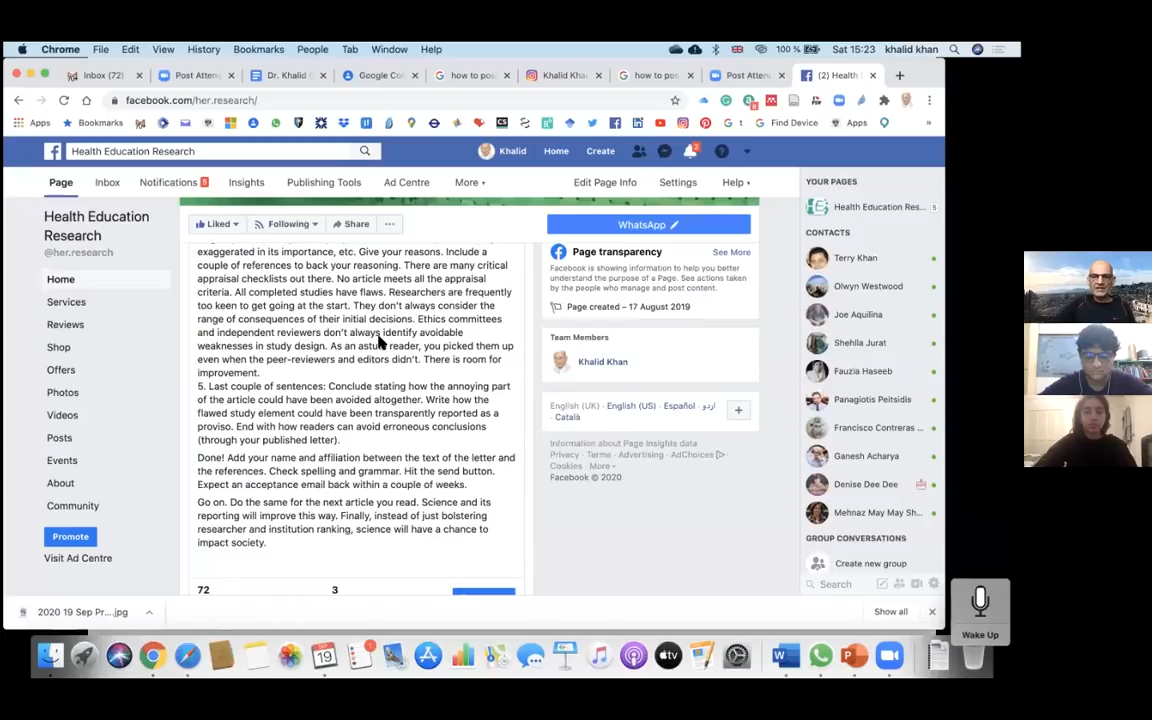 Chrome File Edit View History Bookmarks People Tab Window Help
100 % Sat 15:23 khalid khan
Inbox (72) Post Atten Dr. Khalid Google Co how to po Khalid Kha how to po Post Atten (2) Health
facebook.com/her.research/
Apps Bookmarks G t Find Device Apps
Health Education Research Khalid Home Create 2
Page Inbox Notifications 5 Insights Publishing Tools Ad Centre More Edit Page Info Settings Help
Health Education
Research
@her.research
Home
Services
Reviews
Shop
Offers
Photos
Videos
Posts
Events
About
Community
Promote
Visit Ad Centre
Liked Following Share ... WhatsApp
exaggerated in its importance, etc. Give your reasons. Include a
couple of references to back your reasoning. There are many critical
appraisal checklists out there. No article meets all the appraisal
criteria. All completed studies have flaws. Researchers are frequently
too keen to get going at the start. They don't always consider the
range of consequences of their initial decisions. Ethics committees
and independent reviewers don't always identify avoidable
weaknesses in study design. As an astute reader, you picked them up
even when the peer-reviewers and editors didn't. There is room for
improvement.
5. Last couple of sentences: Conclude stating how the annoying part
of the article could have been avoided altogether. Write how the
flawed study element could have been transparently reported as a
proviso. End with how readers can avoid erroneous conclusions
(through your published letter).
Done! Add your name and affiliation between the text of the letter and
the references. Check spelling and grammar. Hit the send button.
Expect an acceptance email back within a couple of weeks.
Go on. Do the same for the next article you read. Science and its
reporting will improve this way. Finally, instead of just bolstering
researcher and institution ranking, science will have a chance to
impact society.
72 3
Page transparency See More
Facebook is showing information to help you better
understand the purpose of a Page. See actions taken
by the people who manage and post content.
Page created – 17 August 2019
Team Members
Khalid Khan
English (UK) · English (US) · Español · اردو ·
Català
Information about Page Insights data
Privacy · Terms · Advertising · AdChoices ·
Cookies · More
Facebook © 2020
YOUR PAGES
Health Education Res... 5
CONTACTS
Terry Khan
Olwyn Westwood
Joe Aquilina
Shehlla Jurat
Fauzia Haseeb
Panagiotis Peitsidis
Francisco Contreras ...
Ganesh Acharya
Denise Dee Dee
Mehnaz May May Sh...
GROUP CONVERSATIONS
Create new group
Search
2020 19 Sep Pr....jpg Show all
Wake Up
19
tv